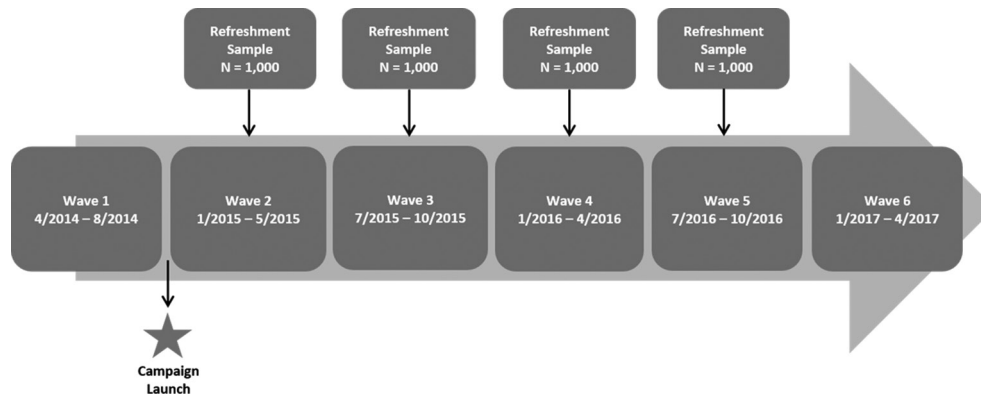 Refreshment
Sample
N = 1,000
Refreshment
Sample
N = 1,000
Refreshment
Sample
N = 1,000
Refreshment
Sample
N = 1,000
Wave 1
4/2014 – 8/2014
Wave 2
1/2015 – 5/2015
Wave 3
7/2015 – 10/2015
Wave 4
1/2016 – 4/2016
Wave 5
7/2016 – 10/2016
Wave 6
1/2017 – 4/2017
Campaign
Launch